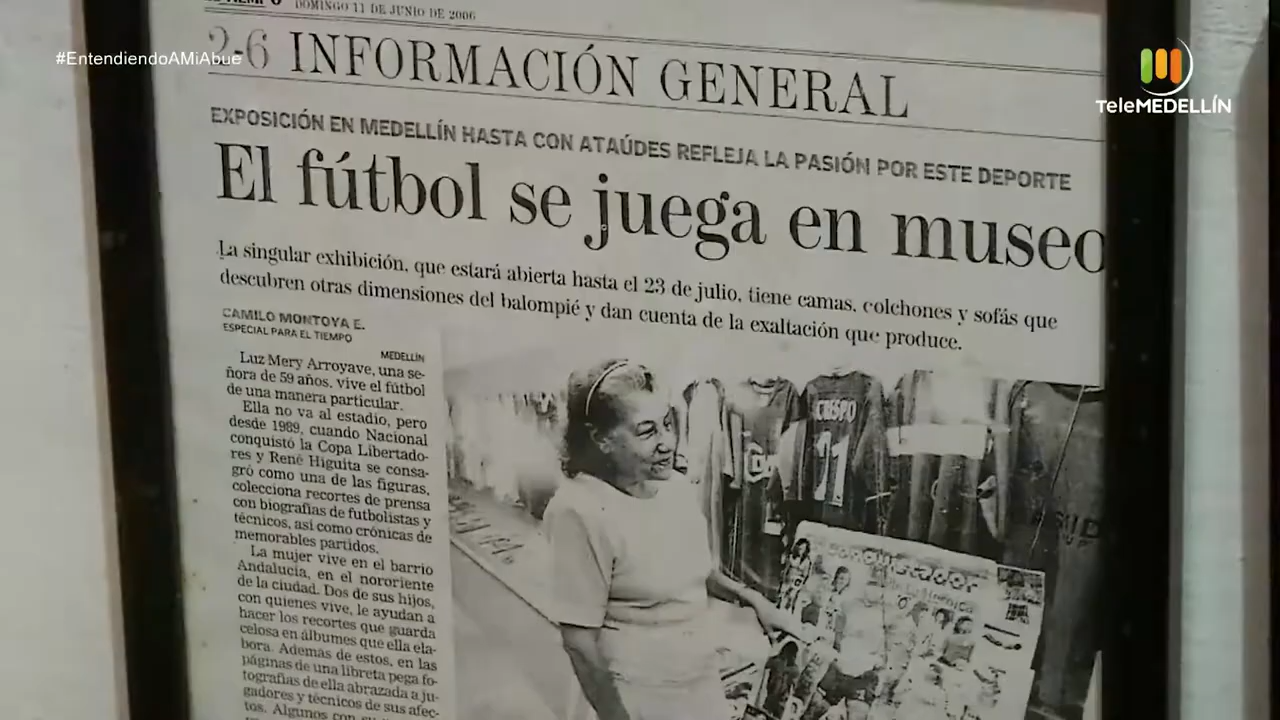 #EntendiendoAMiAbue
TeleMEDELLÍN
DOMINGO 11 DE JUNIO DE 2006
2-6 INFORMACIÓN GENERAL
EXPOSICIÓN EN MEDELLÍN HASTA CON ATAÚDES REFLEJA LA PASIÓN POR ESTE DEPORTE
El fútbol se juega en museo
La singular exhibición, que estará abierta hasta el 23 de julio, tiene camas, colchones y sofás que
descubren otras dimensiones del balompié y dan cuenta de la exaltación que produce.
CAMILO MONTOYA E.
ESPECIAL PARA EL TIEMPO
MEDELLÍN
Luz Mery Arroyave, una se-
ñora de 59 años, vive el fútbol
de una manera particular.
Ella no va al estadio, pero
desde 1989, cuando Nacional
conquistó la Copa Libertado-
res y René Higuita se consa-
gró como una de las figuras,
colecciona recortes de prensa
con biografías de futbolistas y
técnicos, así como crónicas de
memorables partidos.
La mujer vive en el barrio
Andalucía, en el nororiente
de la ciudad. Dos de sus hijos,
con quienes vive, le ayudan a
hacer los recortes que guarda
celosa en álbumes que ella ela-
bora. Además de estos, en las
páginas de una libreta pega fo-
tografías de ella abrazada a ju-
gadores y técnicos de sus afec-
tos. Algunos con
CRESPO
11